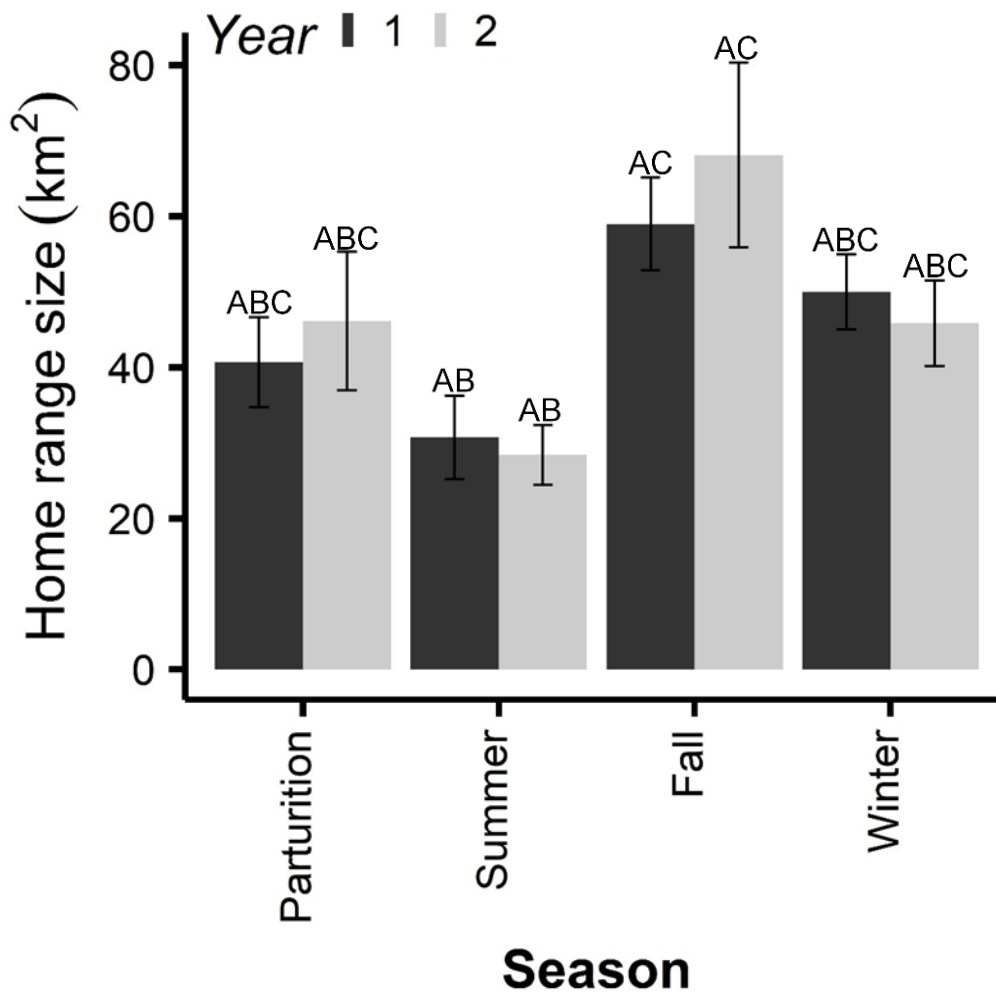 Year 1 2
Home range size (km²)
80
60
40
20
0
ABC
ABC
AB
AB
AC
AC
ABC
ABC
Parturition
Summer
Fall
Winter
Season